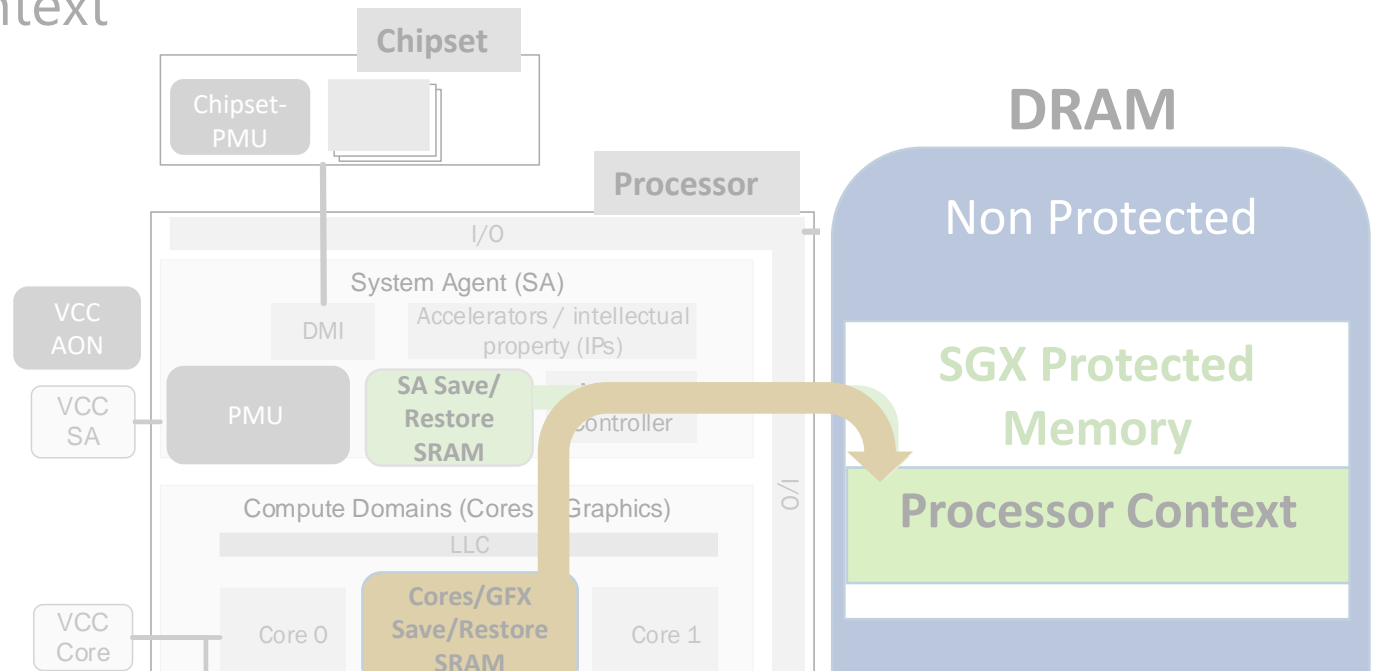 Chipset
Chipset-
PMU
DRAM
Processor
Non Protected
I/O
System Agent (SA)
VCC
AON
DMI
Accelerators / intellectual
property (IPs)
SGX Protected
Memory
SA Save/
Restore
SRAM
VCC
SA
PMU
Processor Context
I/O
Compute Domains (Cores
Graphics)
LLC
Cores/GFX
Save/Restore
SRAM
VCC
Core
Core 0
Core 1